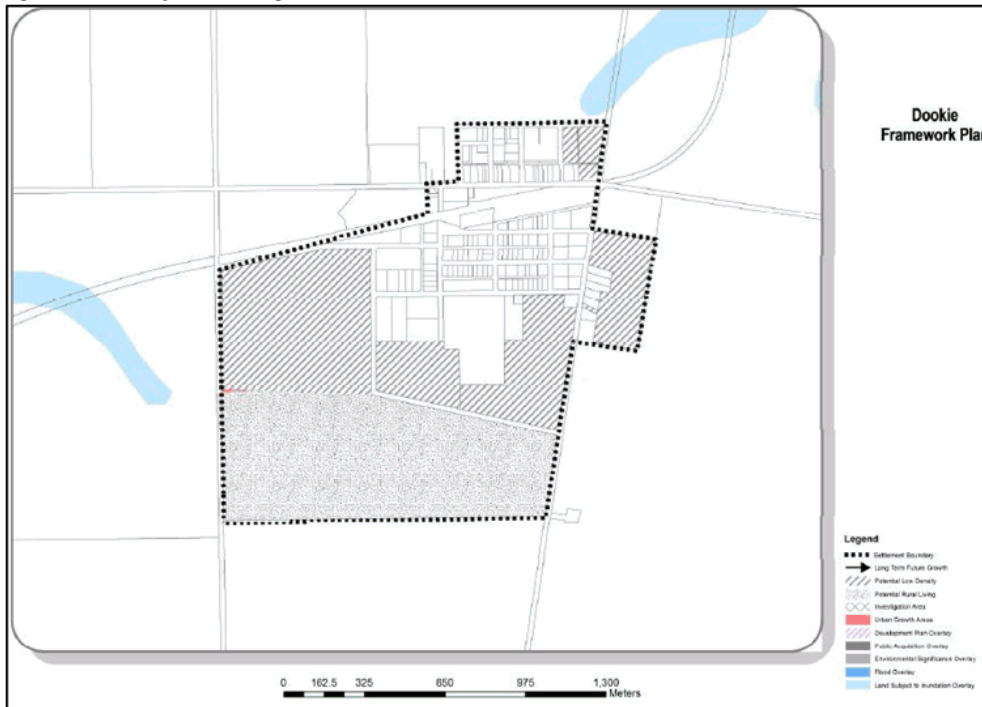 Dookie
Framework Plan
Legend
Settlement Boundary
Long Term Future Growth
Potential Low Density
Potential Rural Living
Investigation Area
Urban Growth Areas
Development Plan Overlay
Public Acquisition Overlay
Environmental Significance Overlay
Flood Overlay
Land Subject to Inundation Overlay
0 162.5 325 650 975 1,300
Meters